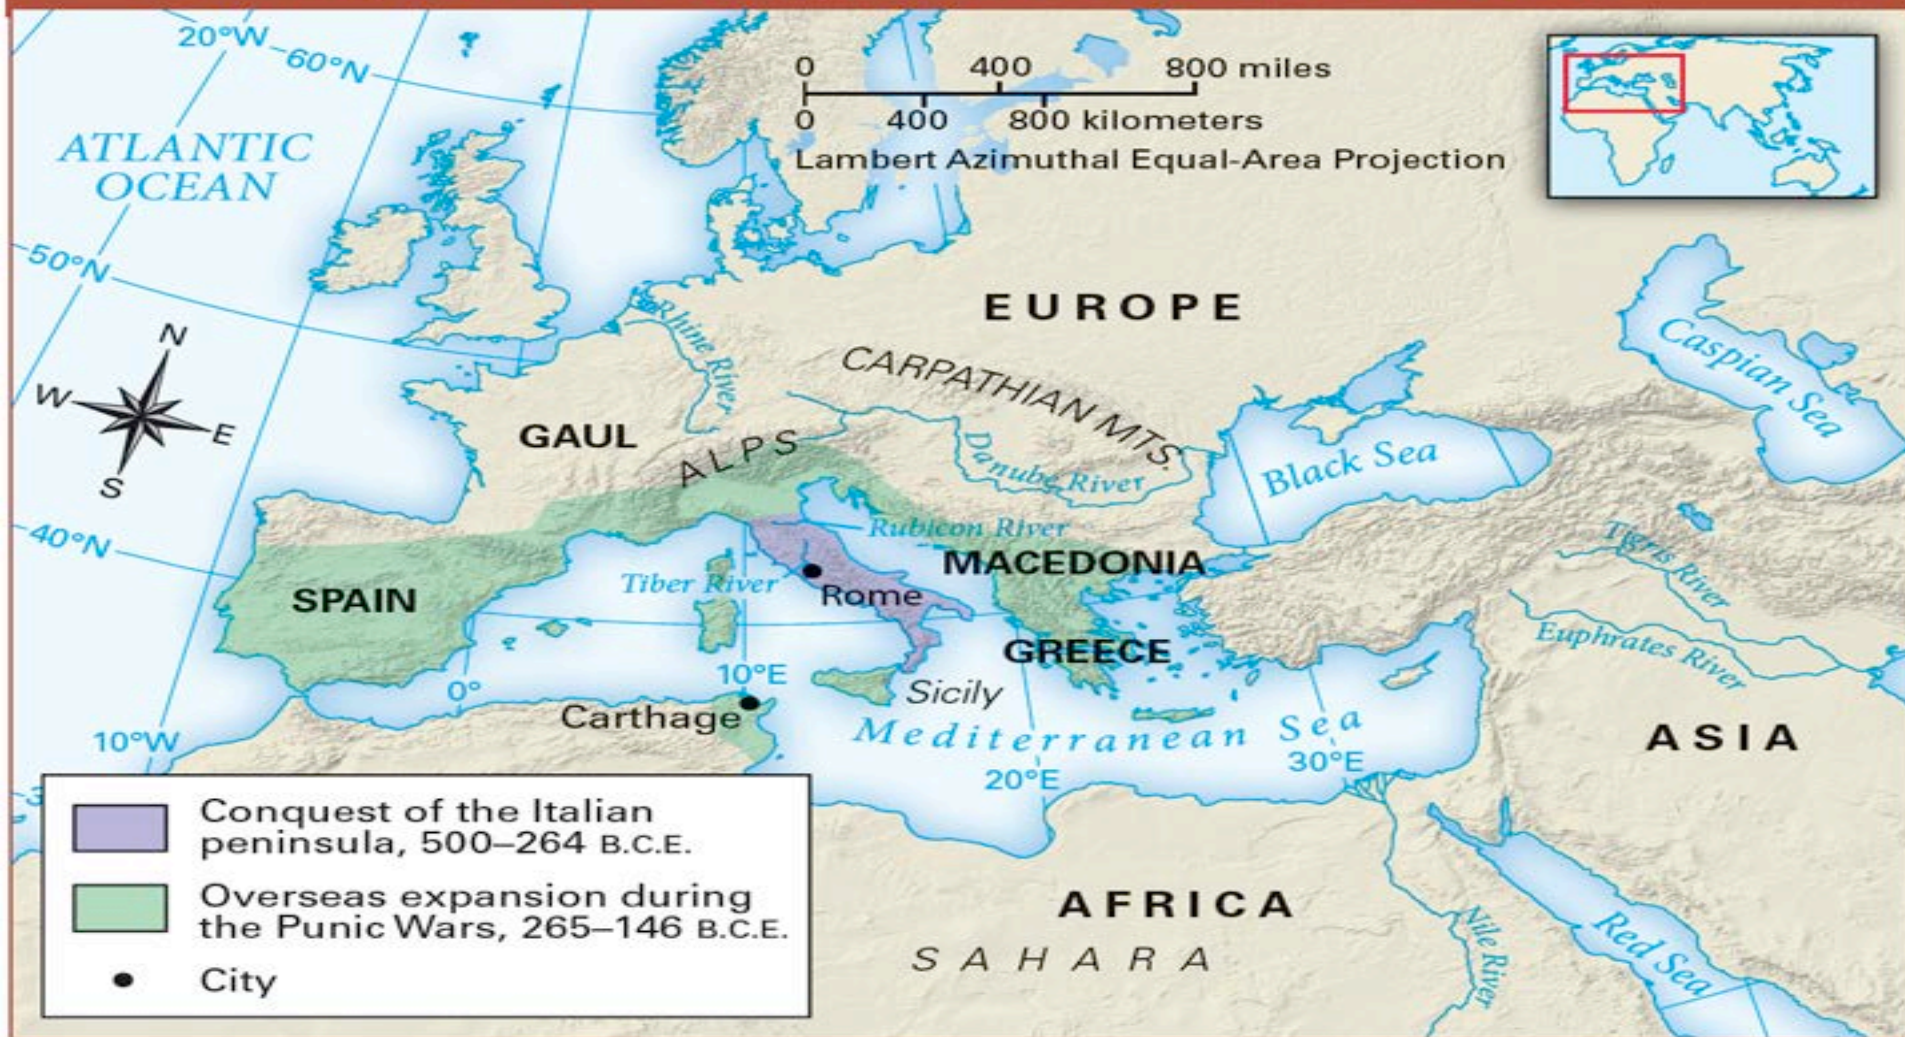 20°W
60°N
0 400 800 miles
0 400 800 kilometers
Lambert Azimuthal Equal-Area Projection
ATLANTIC
OCEAN
50°N
N
W
E
S
EUROPE
Rhine River
CARPATHIAN MTS.
Caspian Sea
GAUL
ALPS
Danube River
Black Sea
40°N
Rubicon River
MACEDONIA
Tigris River
SPAIN
Tiber River
Rome
GREECE
Euphrates River
10°E
0°
Sicily
Carthage
Mediterranean Sea
10°W
20°E
30°E
ASIA
Conquest of the Italian
peninsula, 500–264 B.C.E.
Overseas expansion during
the Punic Wars, 265–146 B.C.E.
City
AFRICA
SAHARA
Nile River
Red Sea